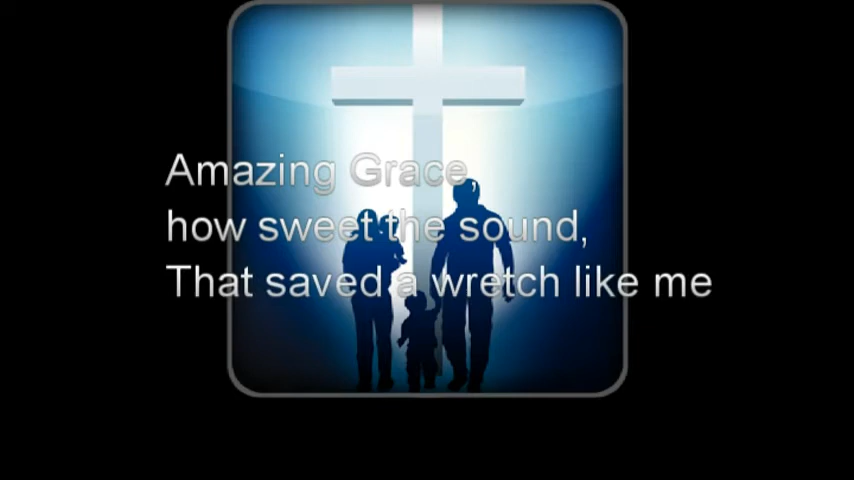 Amazing Grace
how sweet the sound,
That saved a wretch like me